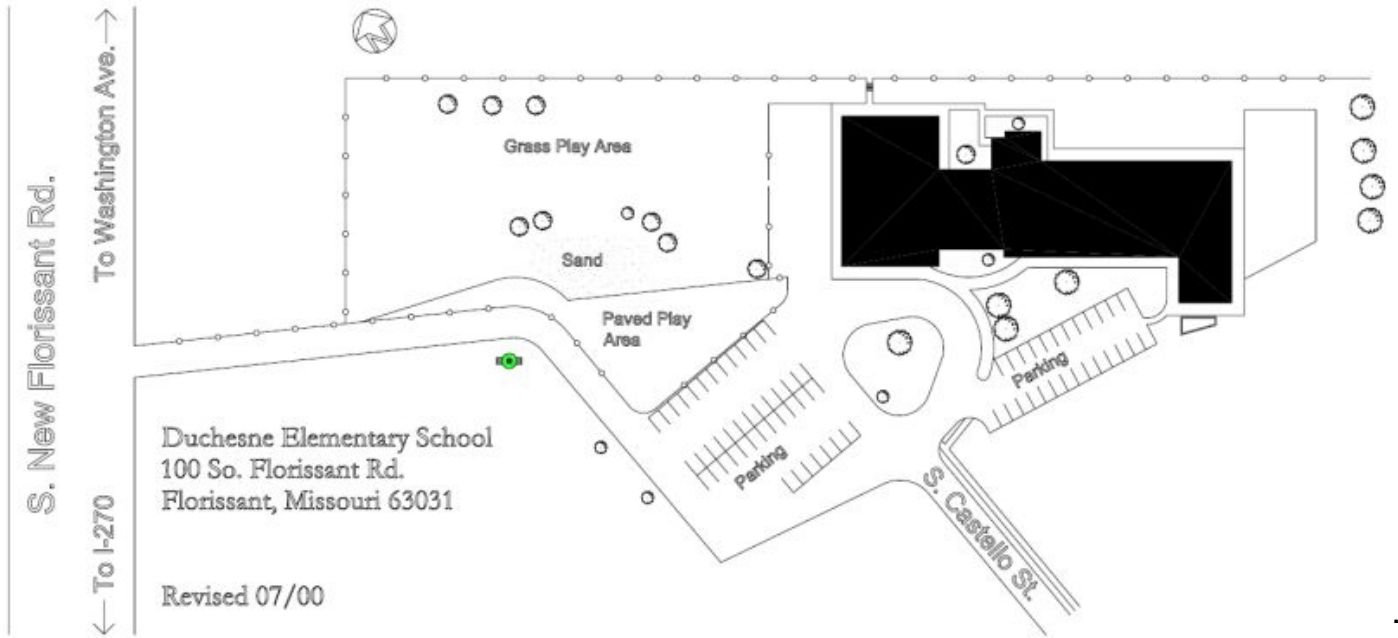 S. New Florissant Rd.
To Washington Ave.
To I-270
N
Grass Play Area
Sand
Paved Play
Area
Parking
Parking
S. Castello St.
Duchesne Elementary School
100 So. Florissant Rd.
Florissant, Missouri 63031
Revised 07/00